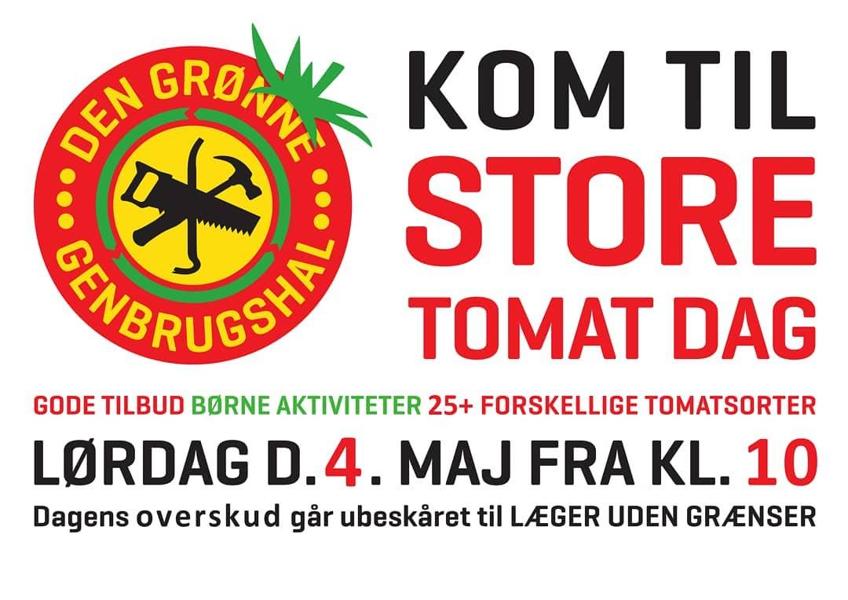 DEN GRØNNE
GENBRUGSHAL
KOM TIL
STORE
TOMAT DAG
GODE TILBUD BØRNE AKTIVITETER 25+ FORSKELLIGE TOMATSORTER
LØRDAG D.4. MAJ FRA KL. 10
Dagens overskud går ubeskåret til LÆGER UDEN GRÆNSER